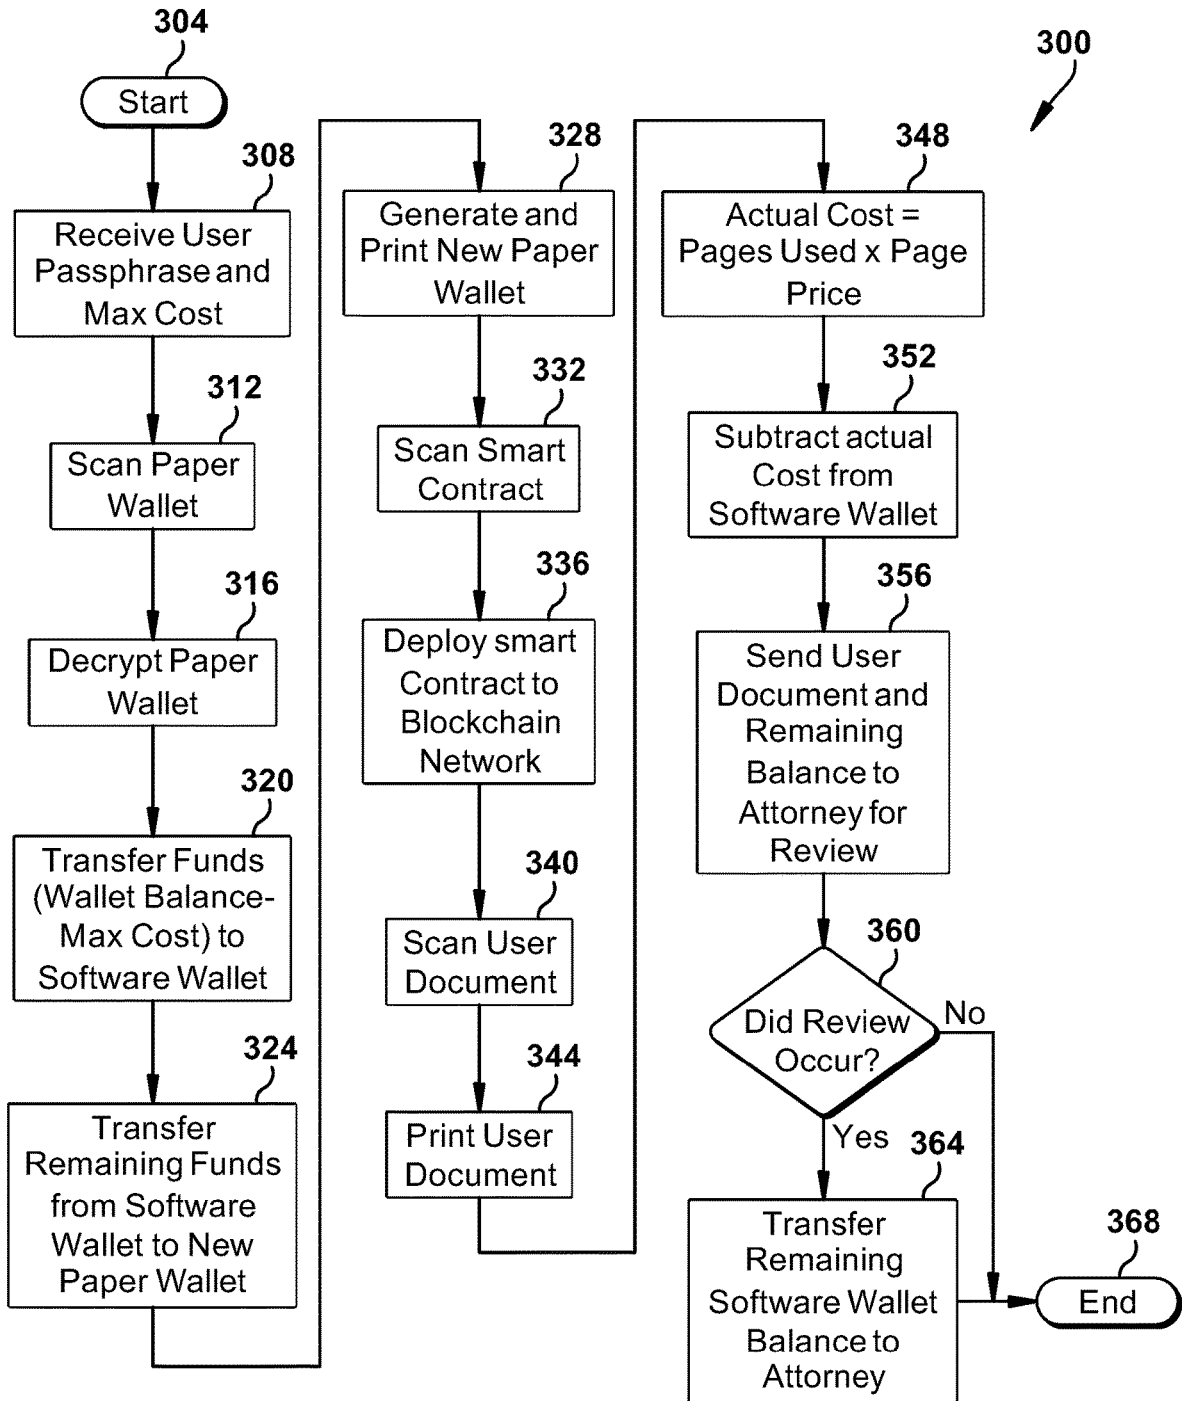 304
Start
308
Receive User
Passphrase and
Max Cost
312
Scan Paper
Wallet
316
Decrypt Paper
Wallet
320
Transfer Funds
(Wallet Balance-
Max Cost) to
Software Wallet
324
Transfer
Remaining Funds
from Software
Wallet to New
Paper Wallet
328
Generate and
Print New Paper
Wallet
332
Scan Smart
Contract
336
Deploy smart
Contract to
Blockchain
Network
340
Scan User
Document
344
Print User
Document
300
348
Actual Cost =
Pages Used x Page
Price
352
Subtract actual
Cost from
Software Wallet
356
Send User
Document and
Remaining
Balance to
Attorney for
Review
360
Did Review
Occur?
No
Yes
364
Transfer
Remaining
Software Wallet
Balance to
Attorney
368
End